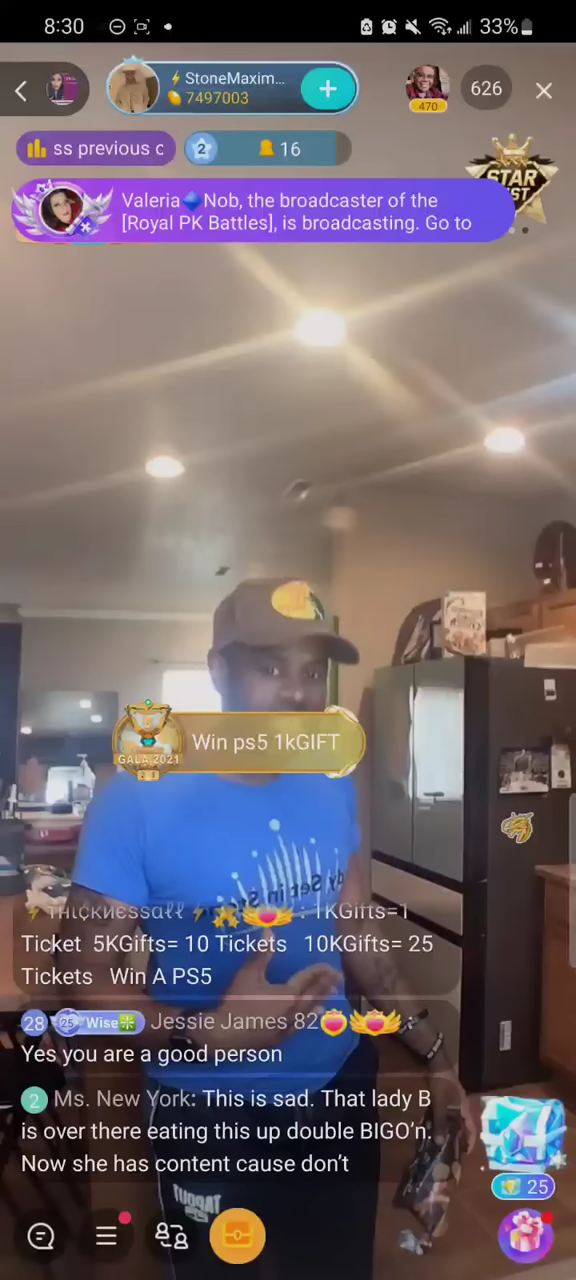 8:30
33%
⚡StoneMaxim...
7497003
470
626
ss previous c
2
16
STAR
Valeria🔷Nob, the broadcaster of the
[Royal PK Battles], is broadcasting. Go to
Win ps5 1kGIFT
GALA 2021
⚡тнι¢кηєѕѕαℓℓ⚡ : 1KGifts=1
Ticket 5KGifts= 10 Tickets 10KGifts= 25
Tickets Win A PS5
28 25 Wise Jessie James 82 :
Yes you are a good person
2 Ms. New York: This is sad. That lady B
is over there eating this up double BIGO'n.
Now she has content cause don't
25
TAPOUT